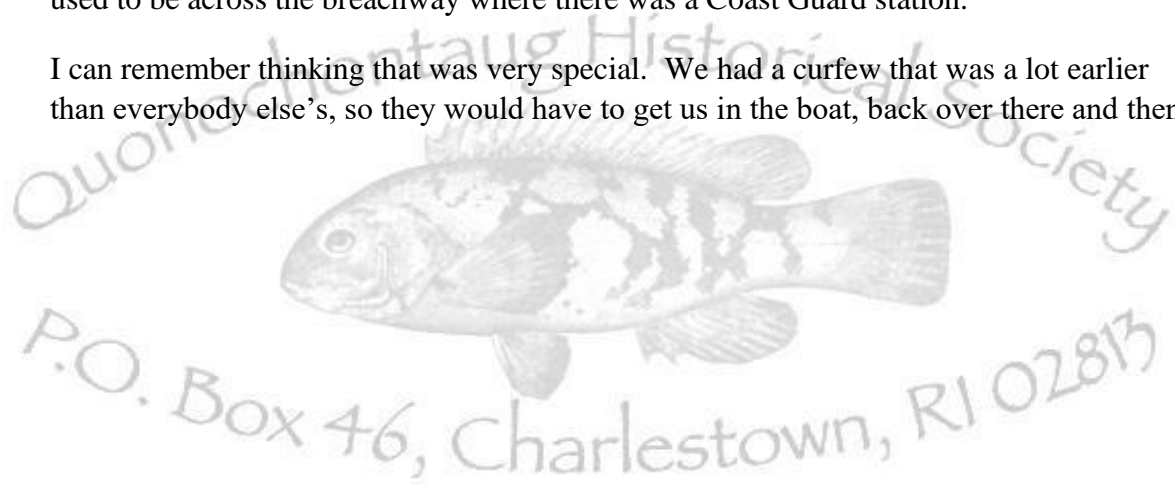 used to be across the breachway where there was a Coast Guard station.
I can remember thinking that was very special. We had a curfew that was a lot earlier
than everybody else's, so they would have to get us in the boat, back over there and then
Quonochontaug Historical Society
P.O. Box 46, Charlestown, RI 02813